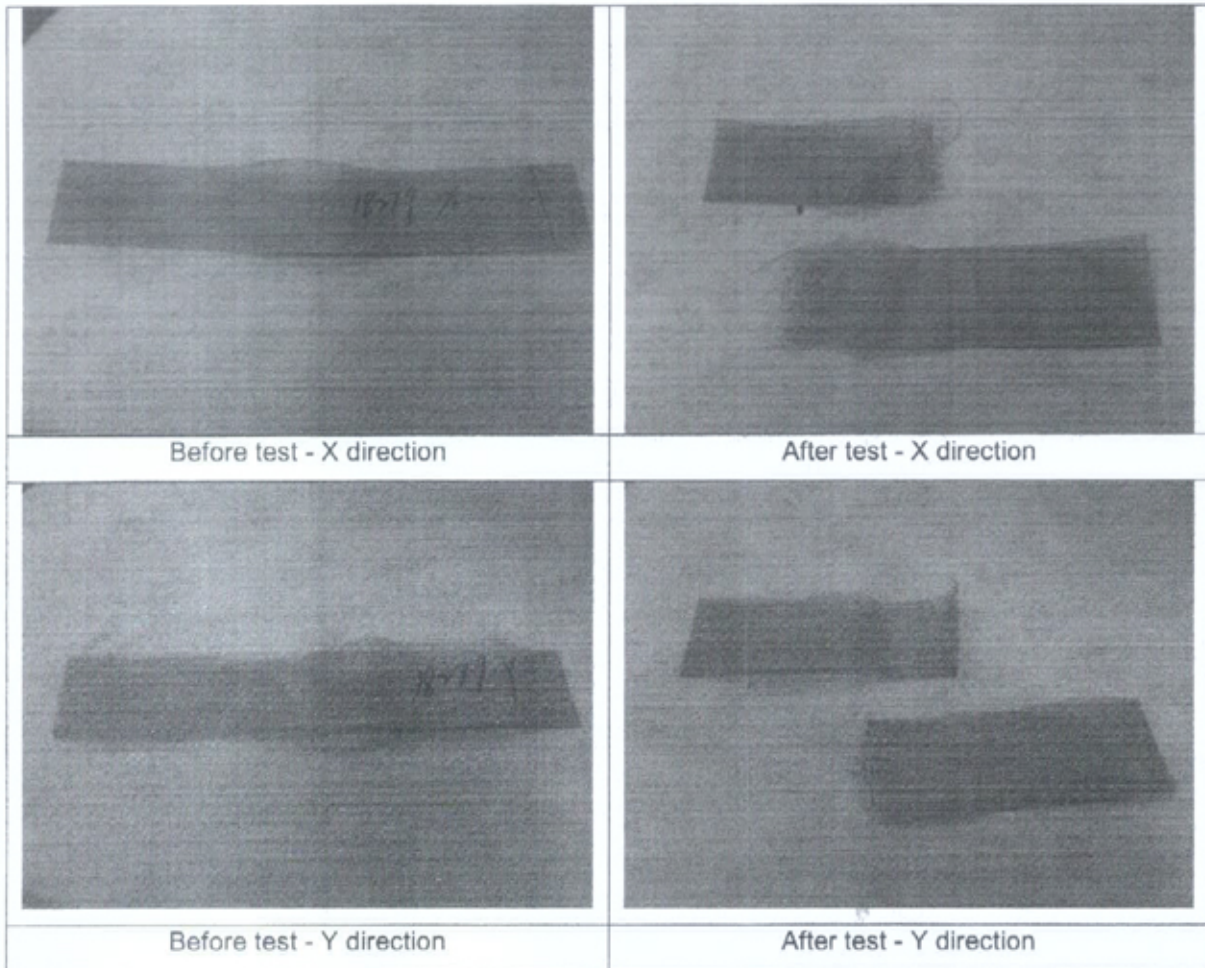 Before test - X direction
After test - X direction
Before test - Y direction
After test - Y direction